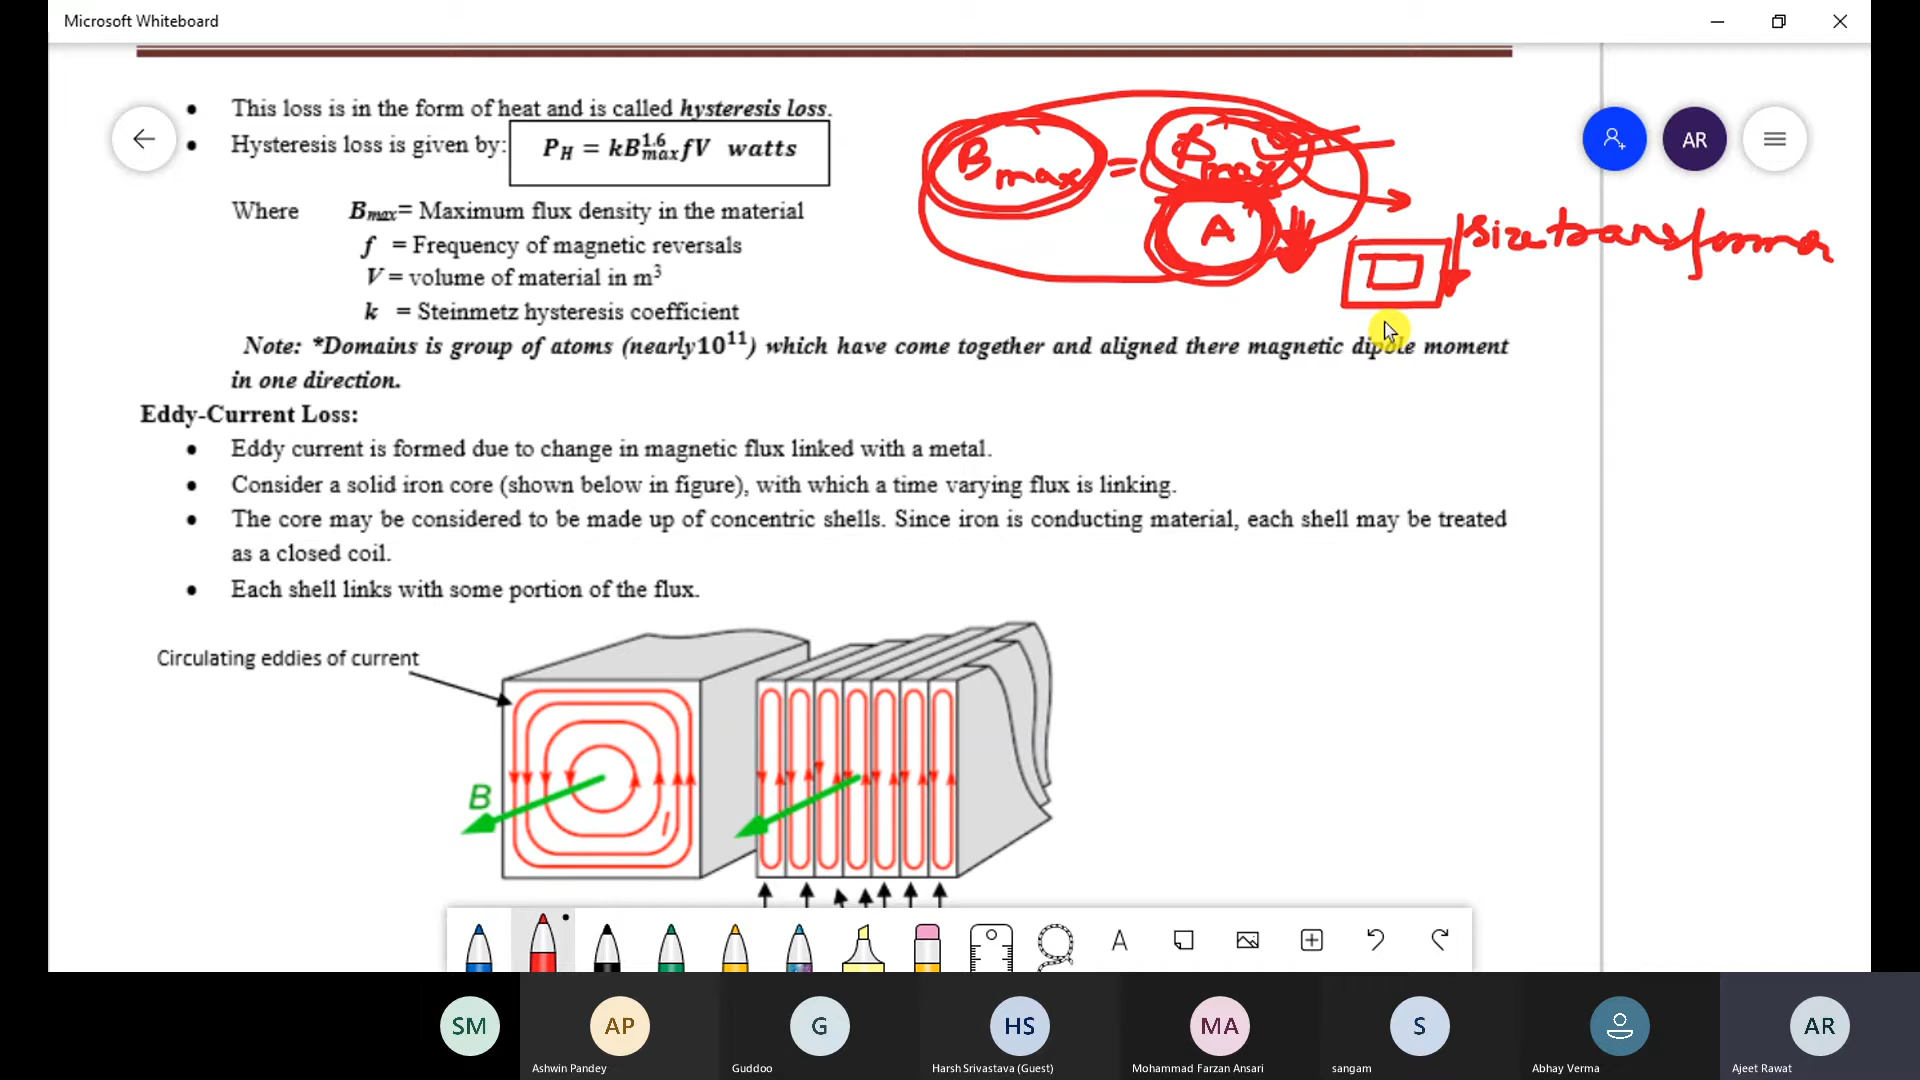 Microsoft Whiteboard
• This loss is in the form of heat and is called hysteresis loss.
• Hysteresis loss is given by: P_H = kB_max^1.6 fV watts
Where B_max = Maximum flux density in the material
f = Frequency of magnetic reversals
V = volume of material in m³
k = Steinmetz hysteresis coefficient
B max = ϕ max
A
size transformer
Note: *Domains is group of atoms (nearly10¹¹) which have come together and aligned there magnetic dipole moment
in one direction.
Eddy-Current Loss:
• Eddy current is formed due to change in magnetic flux linked with a metal.
• Consider a solid iron core (shown below in figure), with which a time varying flux is linking.
• The core may be considered to be made up of concentric shells. Since iron is conducting material, each shell may be treated
as a closed coil.
• Each shell links with some portion of the flux.
Circulating eddies of current
B
I
AR
SM
AP
G
HS
MA
S
AR
Ashwin Pandey
Guddoo
Harsh Srivastava (Guest)
Mohammad Farzan Ansari
sangam
Abhay Verma
Ajeet Rawat